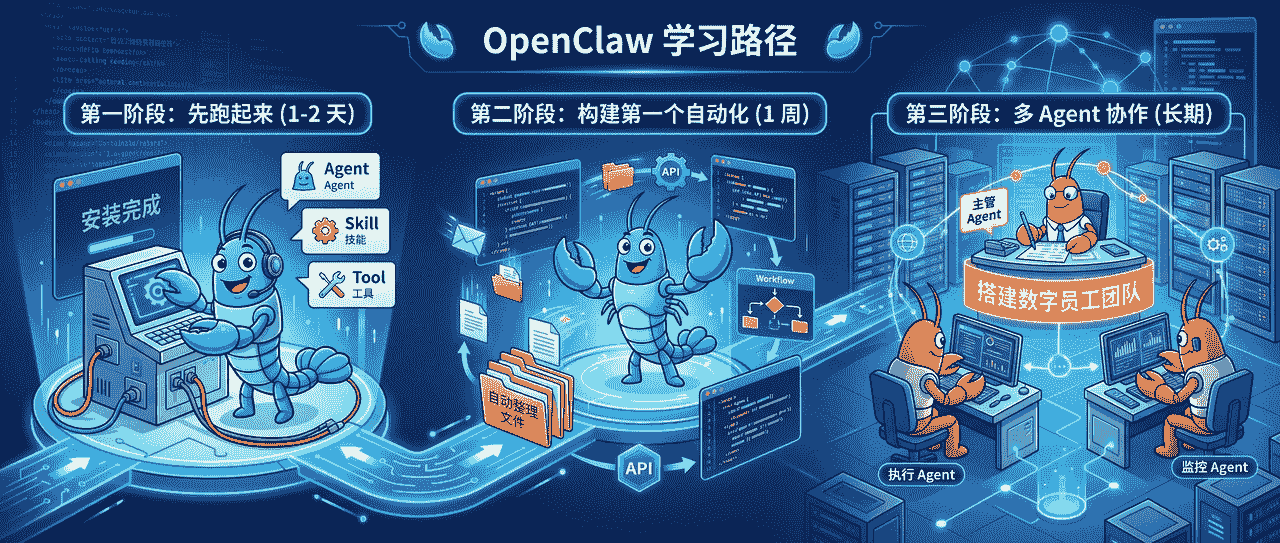 OpenClaw 学习路径
第一阶段：先跑起来 (1-2 天)
安装完成
Agent
Agent
Skill
技能
Tool
工具
第二阶段：构建第一个自动化 (1 周)
API
Workflow
自动整理
文件
API
第三阶段：多 Agent 协作 (长期)
主管
Agent
搭建数字员工团队
执行 Agent
监控 Agent